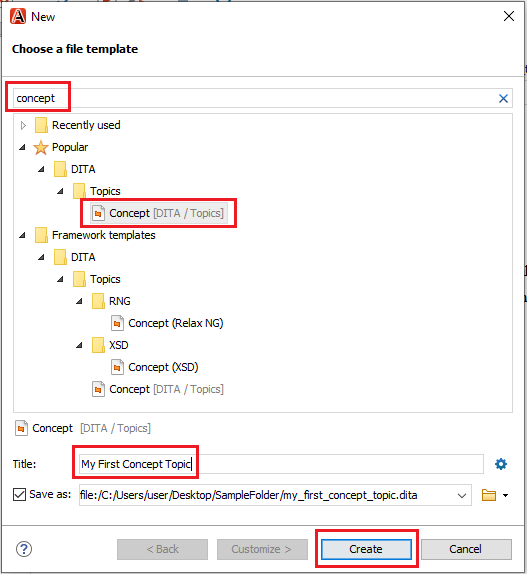 New
Choose a file template
concept
Recently used
Popular
DITA
Topics
Concept [DITA / Topics]
Framework templates
DITA
Topics
RNG
Concept (Relax NG)
XSD
Concept (XSD)
Concept [DITA / Topics]
Concept [DITA / Topics]
Title: My First Concept Topic
Save as: file:/C:/Users/user/Desktop/SampleFolder/my_first_concept_topic.dita
? < Back Customize > Create Cancel